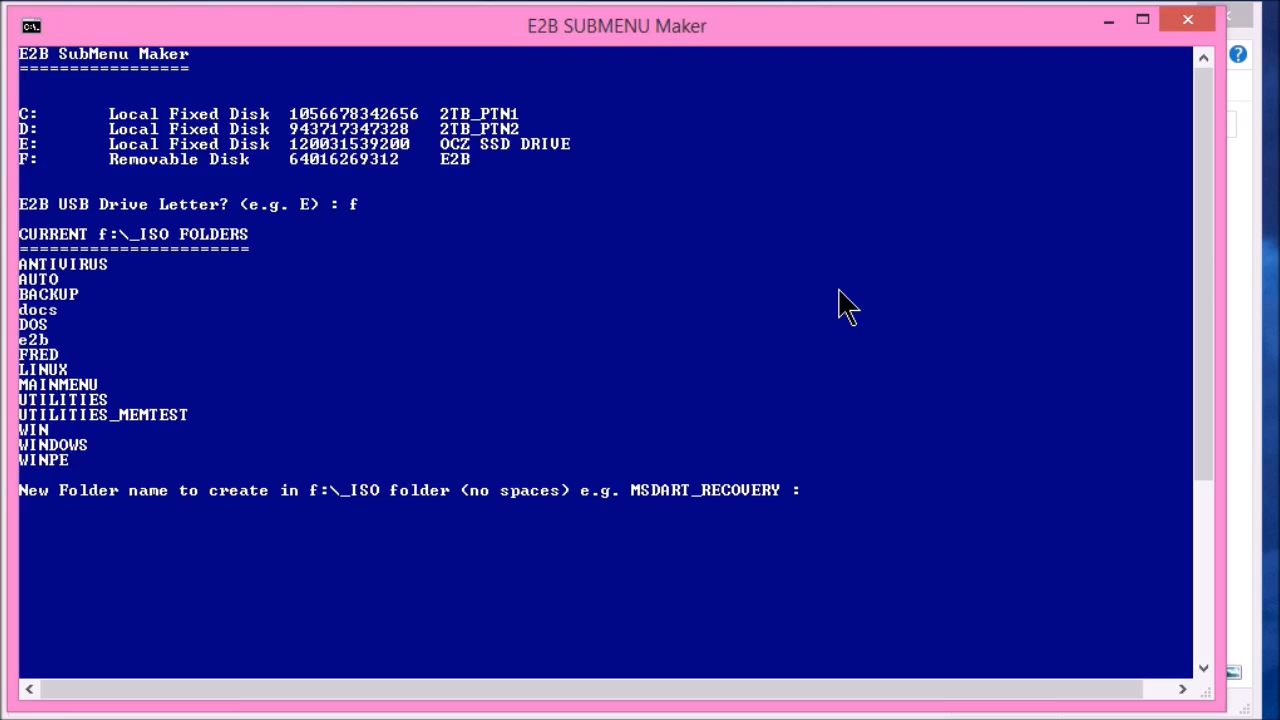 E2B SUBMENU Maker
E2B SubMenu Maker
=================
C: Local Fixed Disk 1056678342656 2TB_PTN1
D: Local Fixed Disk 943717347328 2TB_PTN2
E: Local Fixed Disk 120031539200 OCZ SSD DRIVE
F: Removable Disk 64016269312 E2B
E2B USB Drive Letter? (e.g. E) : f
CURRENT f:\_ISO FOLDERS
=======================
ANTIVIRUS
AUTO
BACKUP
docs
DOS
e2b
FRED
LINUX
MAINMENU
UTILITIES
UTILITIES_MEMTEST
WIN
WINDOWS
WINPE
New Folder name to create in f:\_ISO folder (no spaces) e.g. MSDART_RECOVERY :